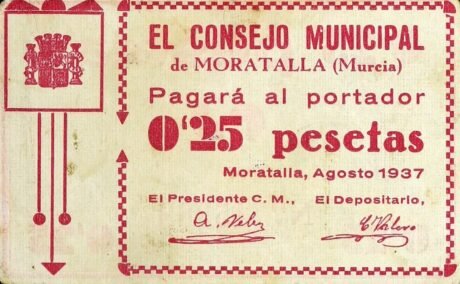 EL CONSEJO MUNICIPAL
de MORATALLA (Murcia)
Pagará al portador
0'25 pesetas
Moratalla, Agosto 1937
El Presidente C. M., El Depositario,